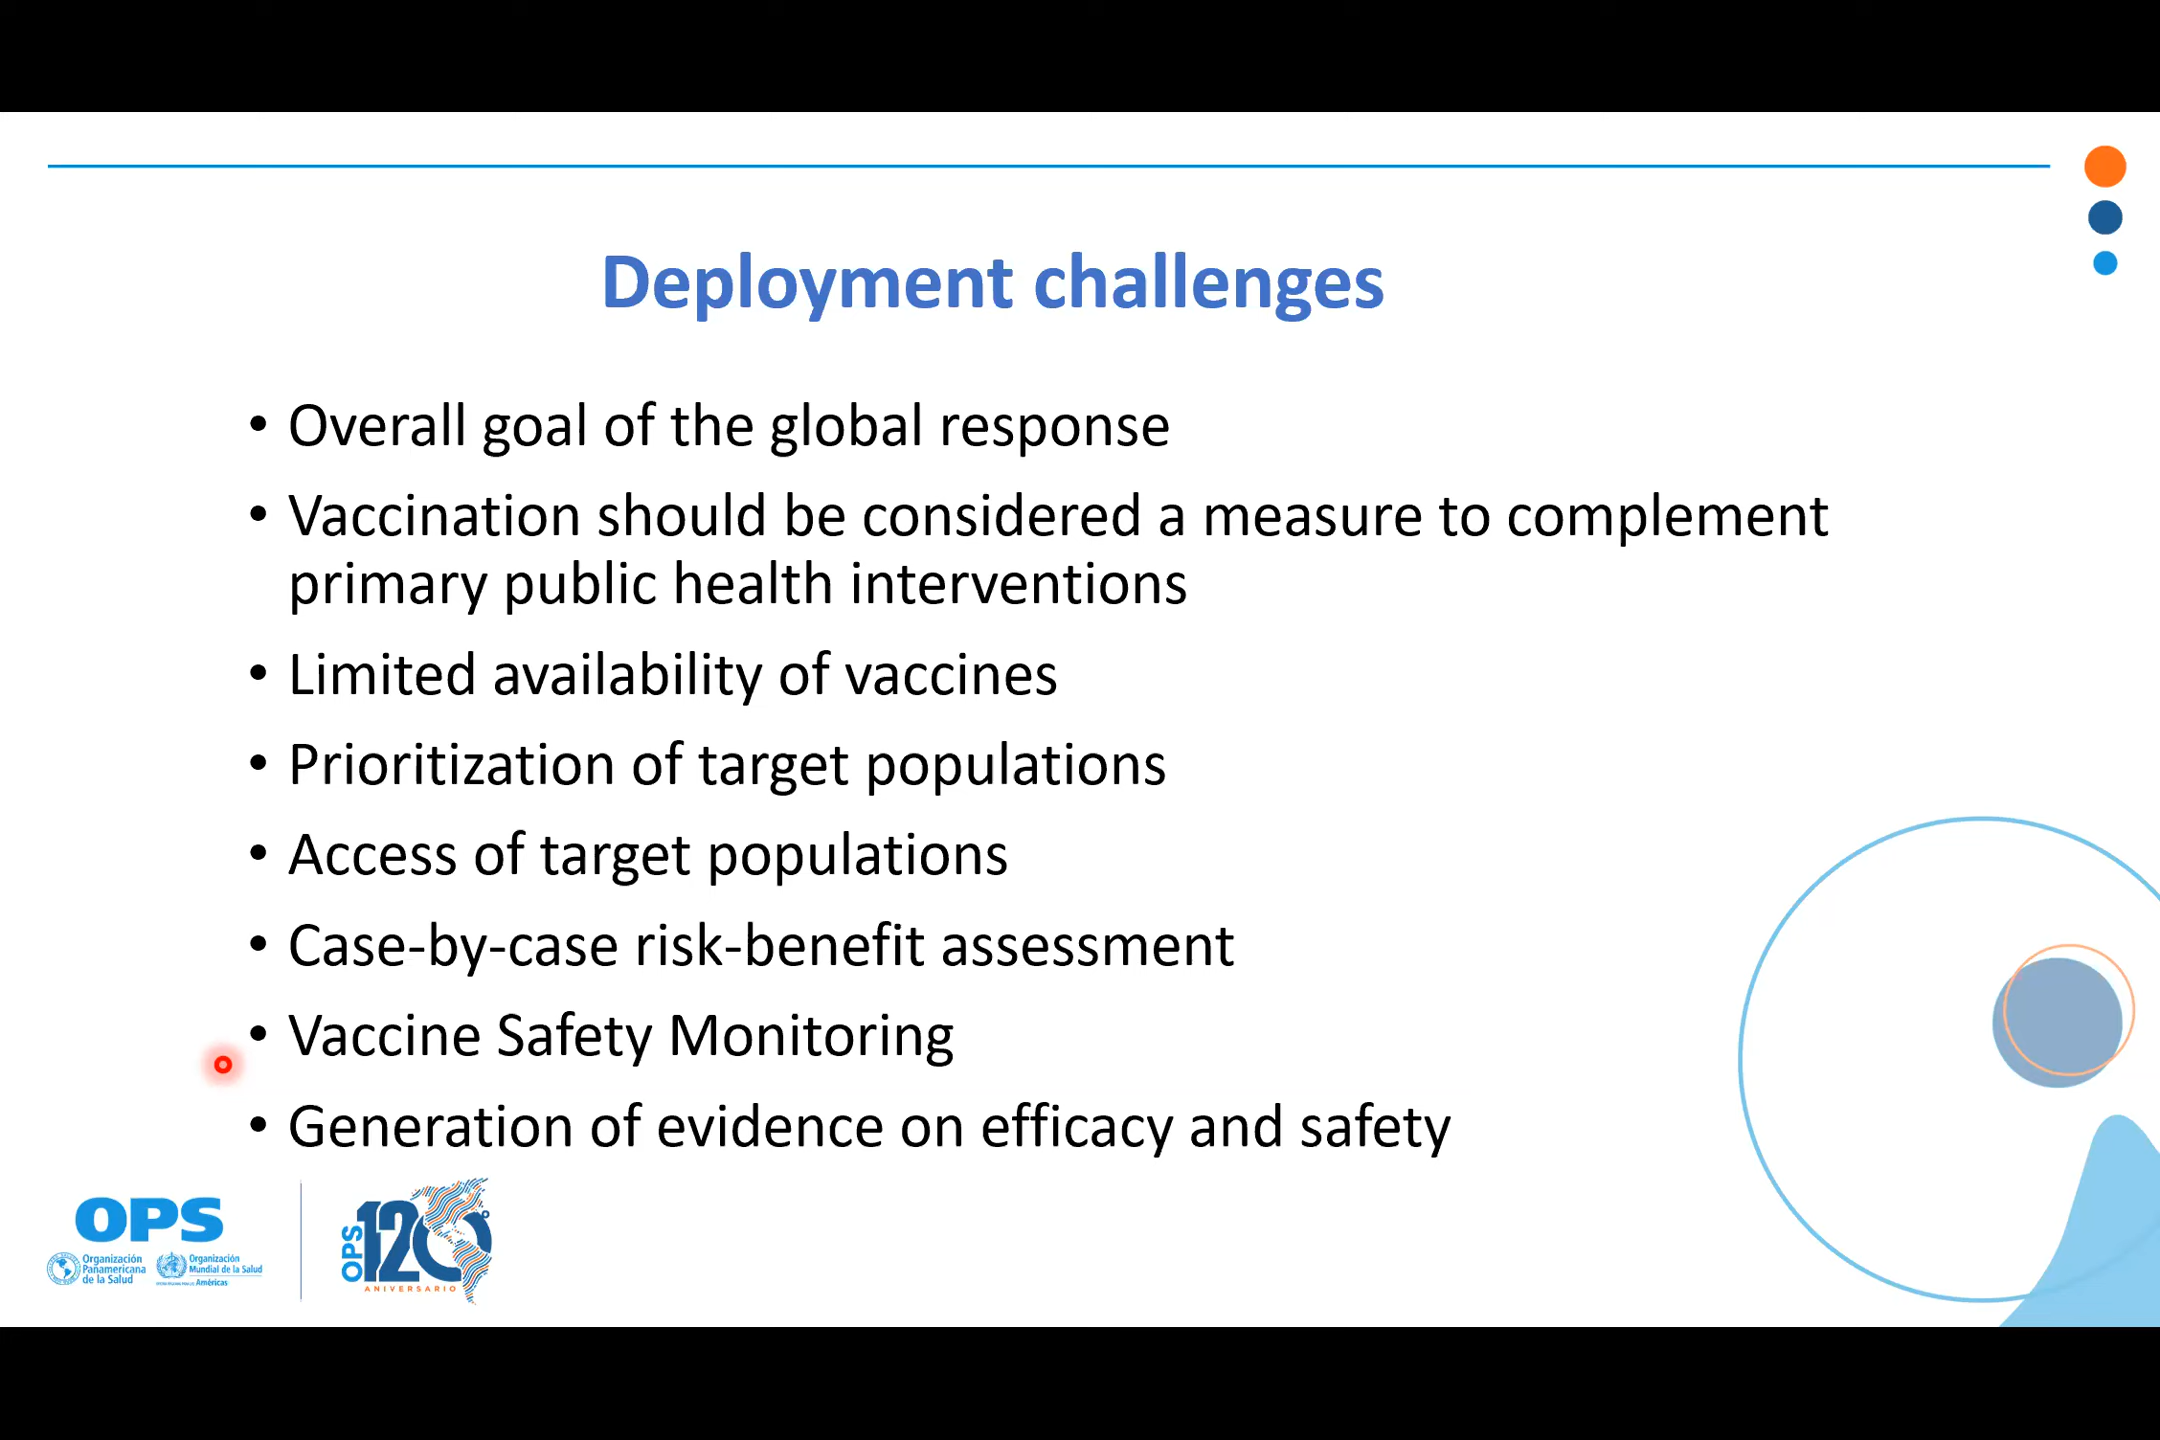 Deployment challenges
• Overall goal of the global response
• Vaccination should be considered a measure to complement
primary public health interventions
• Limited availability of vaccines
• Prioritization of target populations
• Access of target populations
• Case-by-case risk-benefit assessment
• Vaccine Safety Monitoring
• Generation of evidence on efficacy and safety
OPS
Organización
Panamericana
de la Salud
Organización
Mundial de la Salud
Américas
OPS
120
ANIVERSARIO